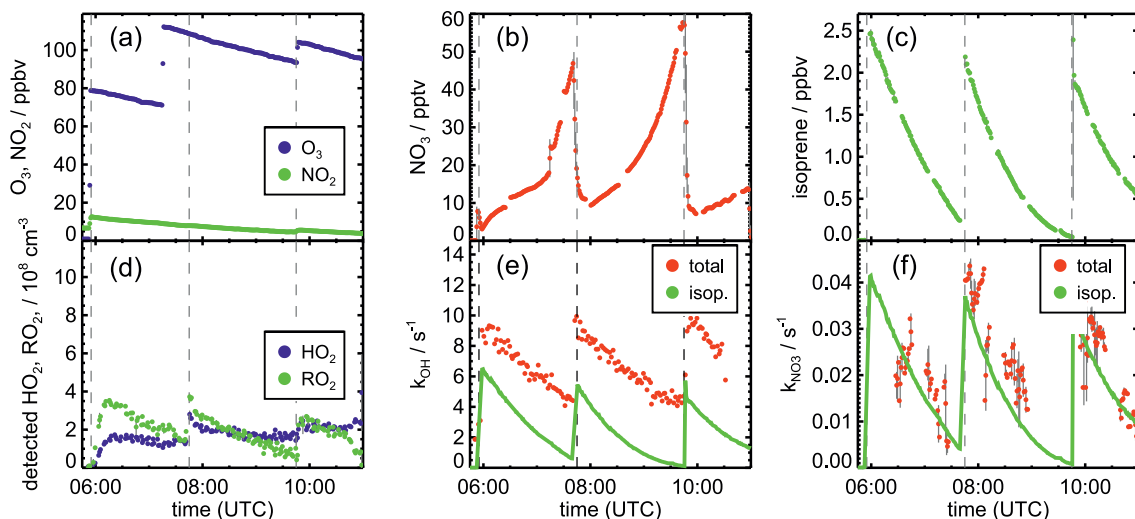 (a)
O₃, NO₂ / ppbv
100
80
60
40
20
0
O₃
NO₂
(b)
NO₃ / pptv
60
50
40
30
20
10
0
(c)
isoprene / ppbv
2.5
2.0
1.5
1.0
0.5
0.0
(d)
detected HO₂, RO₂, / 10⁸ cm⁻³
10
8
6
4
2
0
HO₂
RO₂
06:00 08:00 10:00
time (UTC)
(e)
k_OH / s⁻¹
14
12
10
8
6
4
2
0
total
isop.
06:00 08:00 10:00
time (UTC)
(f)
k_NO3 / s⁻¹
0.04
0.03
0.02
0.01
0.00
total
isop.
06:00 08:00 10:00
time (UTC)